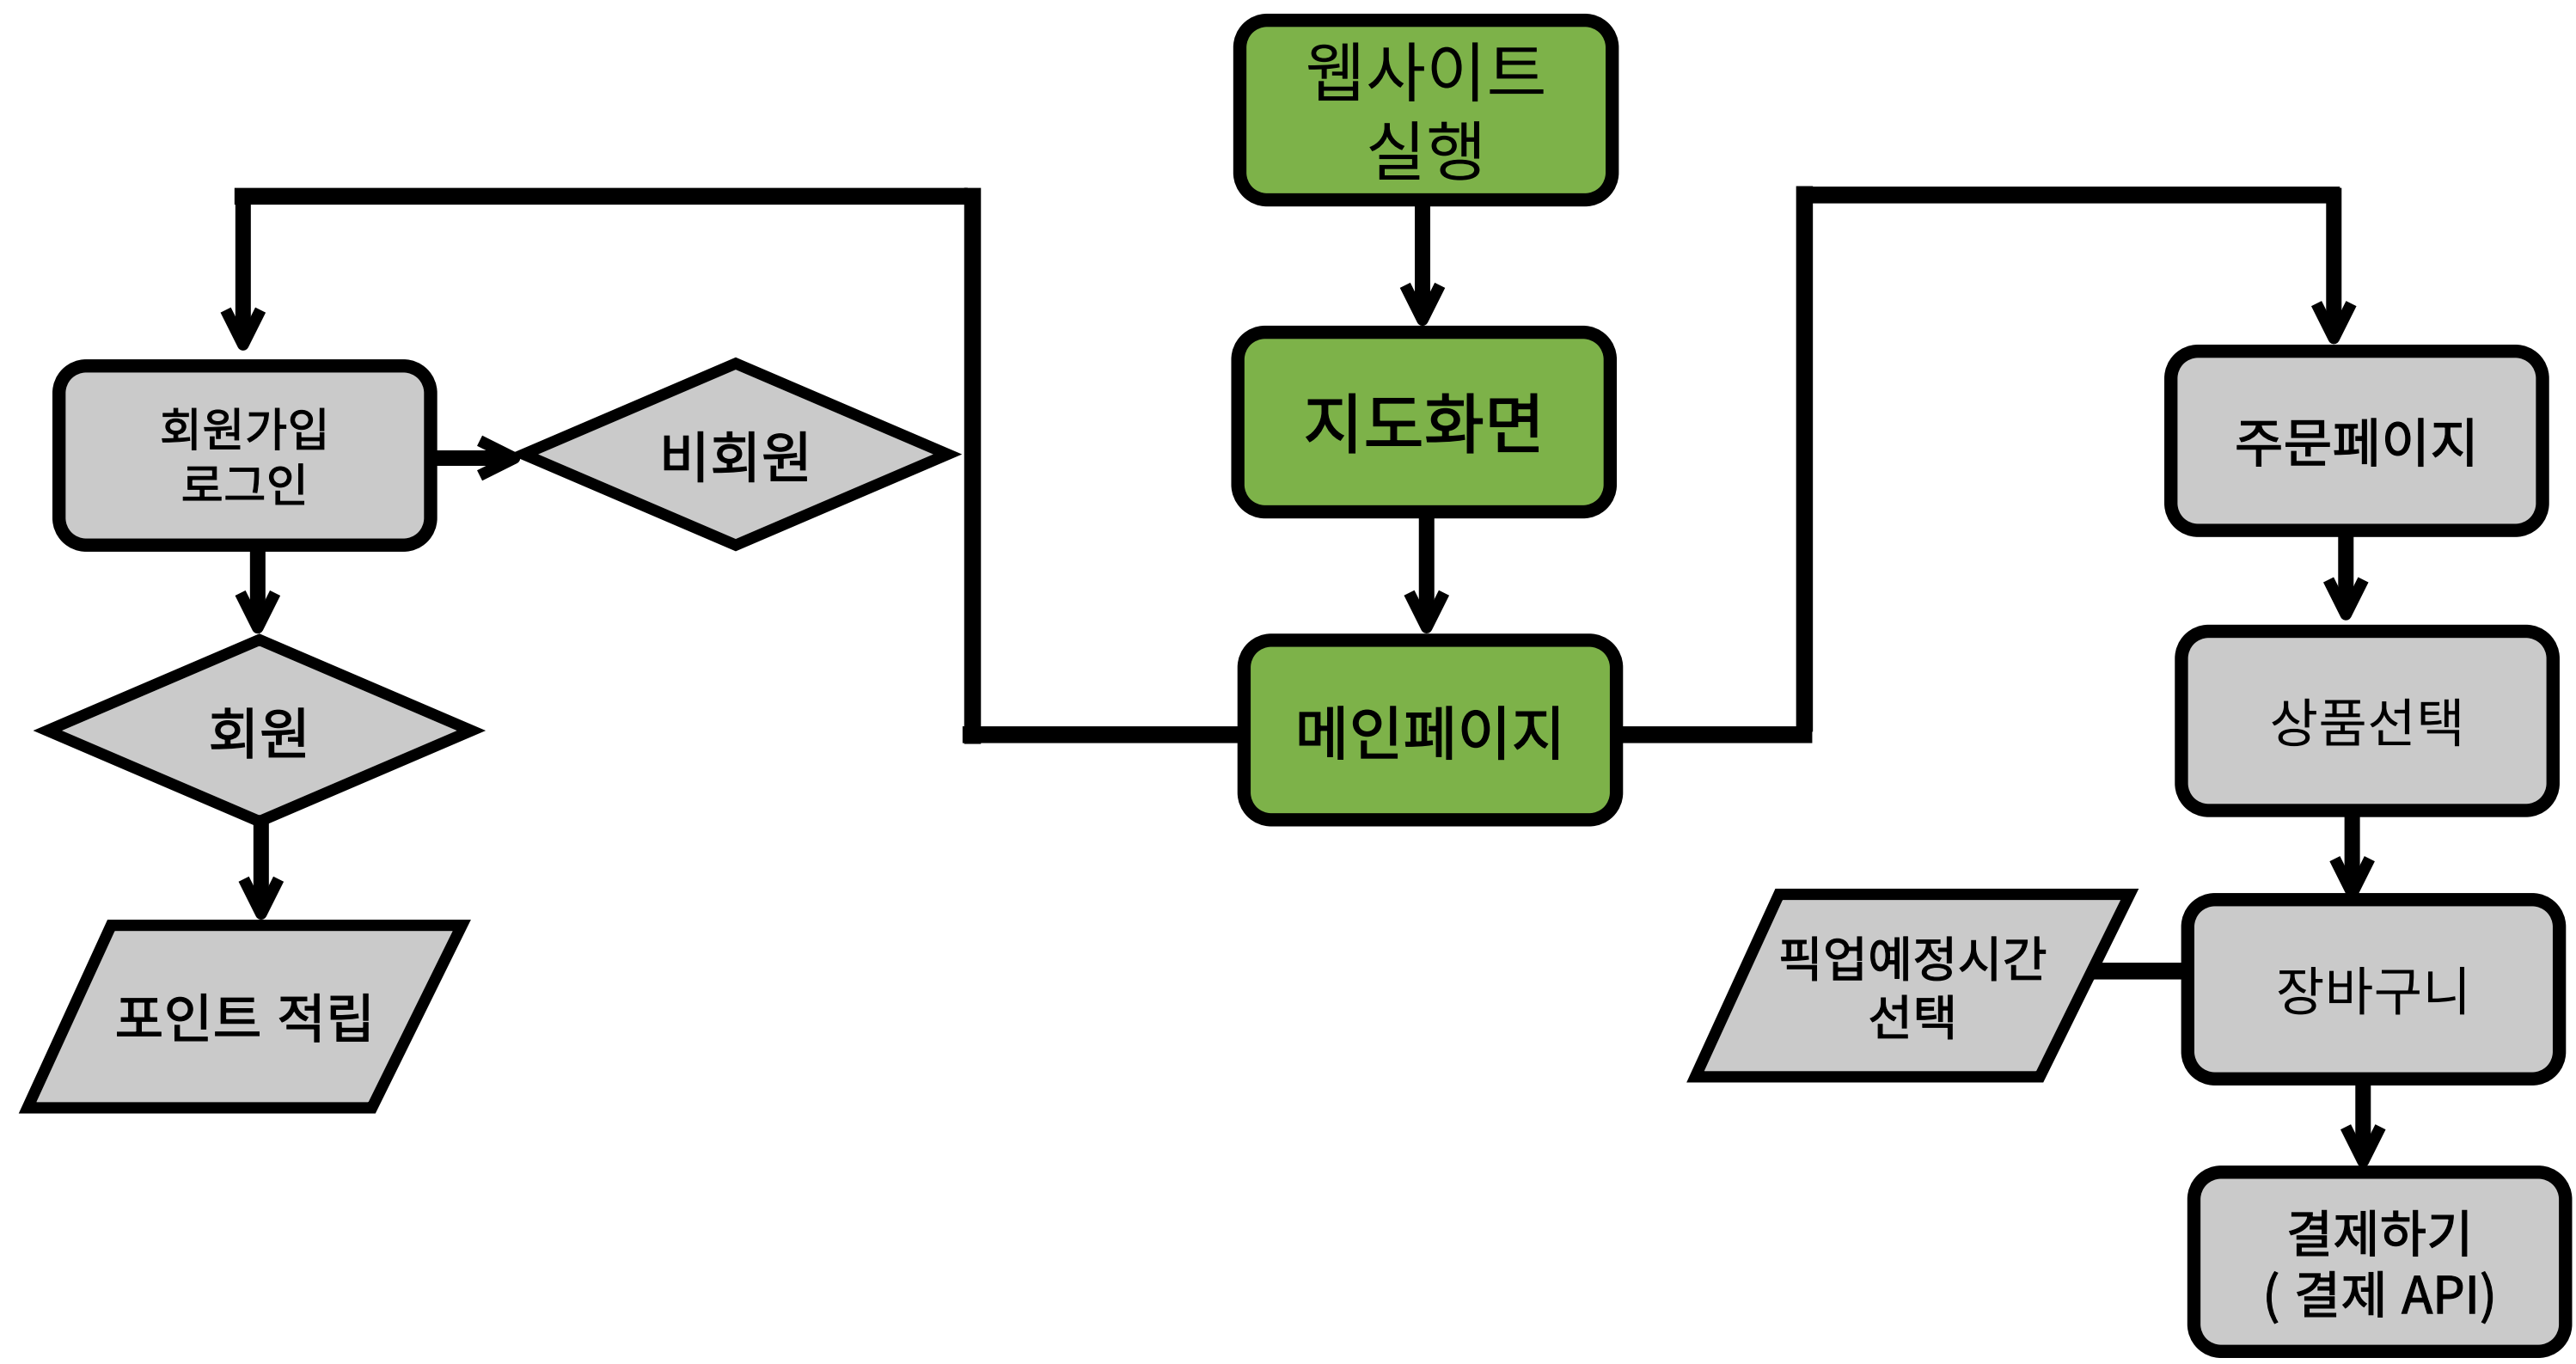 웹사이트
실행
회원가입
로그인
비회원
지도화면
주문페이지
회원
메인페이지
상품선택
포인트 적립
픽업예정시간
선택
장바구니
결제하기
( 결제 API)